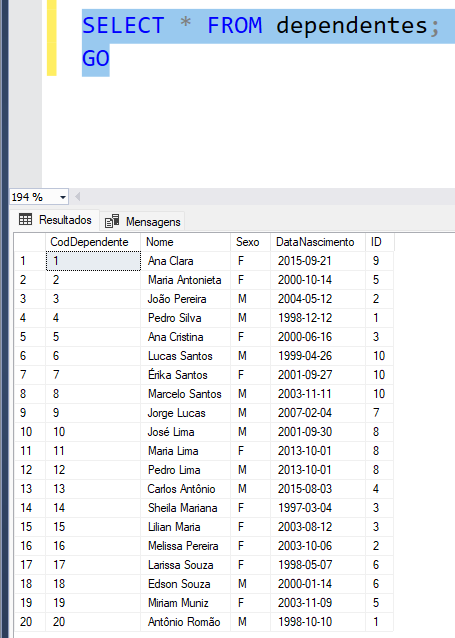 SELECT * FROM dependentes;
GO
194 %
Resultados Mensagens
CodDependente Nome Sexo DataNascimento ID
1 1 Ana Clara F 2015-09-21 9
2 2 Maria Antonieta F 2000-10-14 5
3 3 João Pereira M 2004-05-12 2
4 4 Pedro Silva M 1998-12-12 1
5 5 Ana Cristina F 2000-06-16 3
6 6 Lucas Santos M 1999-04-26 10
7 7 Érika Santos F 2001-09-27 10
8 8 Marcelo Santos M 2003-11-11 10
9 9 Jorge Lucas M 2007-02-04 7
10 10 José Lima M 2001-09-30 8
11 11 Maria Lima F 2013-10-01 8
12 12 Pedro Lima M 2013-10-01 8
13 13 Carlos Antônio M 2015-08-03 4
14 14 Sheila Mariana F 1997-03-04 3
15 15 Lilian Maria F 2003-08-12 3
16 16 Melissa Pereira F 2003-10-06 2
17 17 Larissa Souza F 1998-05-07 6
18 18 Edson Souza M 2000-01-14 6
19 19 Miriam Muniz F 2003-11-09 5
20 20 Antônio Romão M 1998-10-10 1